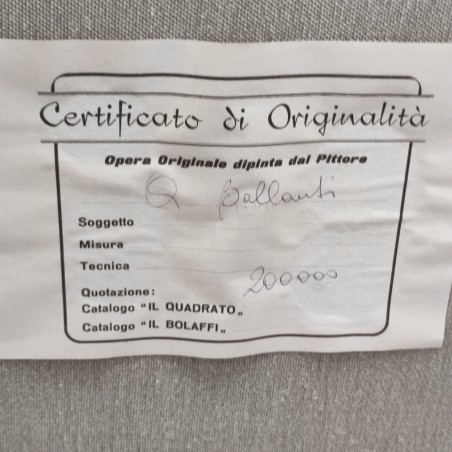 Certificato di Originalità
Opera Originale dipinta dal Pittore
Q Ballanti
Soggetto
Misura
Tecnica
200000
Quotazione:
Catalogo "IL QUADRATO„
Catalogo "IL BOLAFFI„